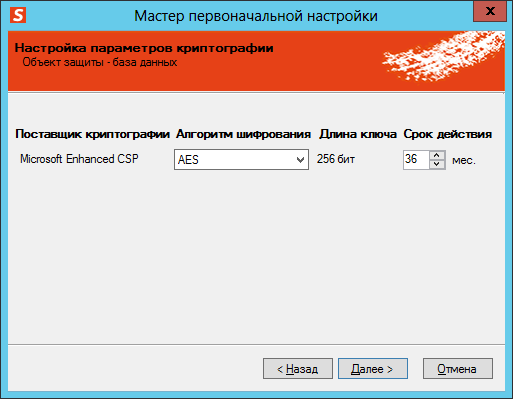 S Мастер первоначальной настройки X
Настройка параметров криптографии
Объект защиты - база данных
Поставщик криптографии Алгоритм шифрования Длина ключа Срок действия
Microsoft Enhanced CSP AES 256 бит 36 мес.
< Назад Далее > Отмена